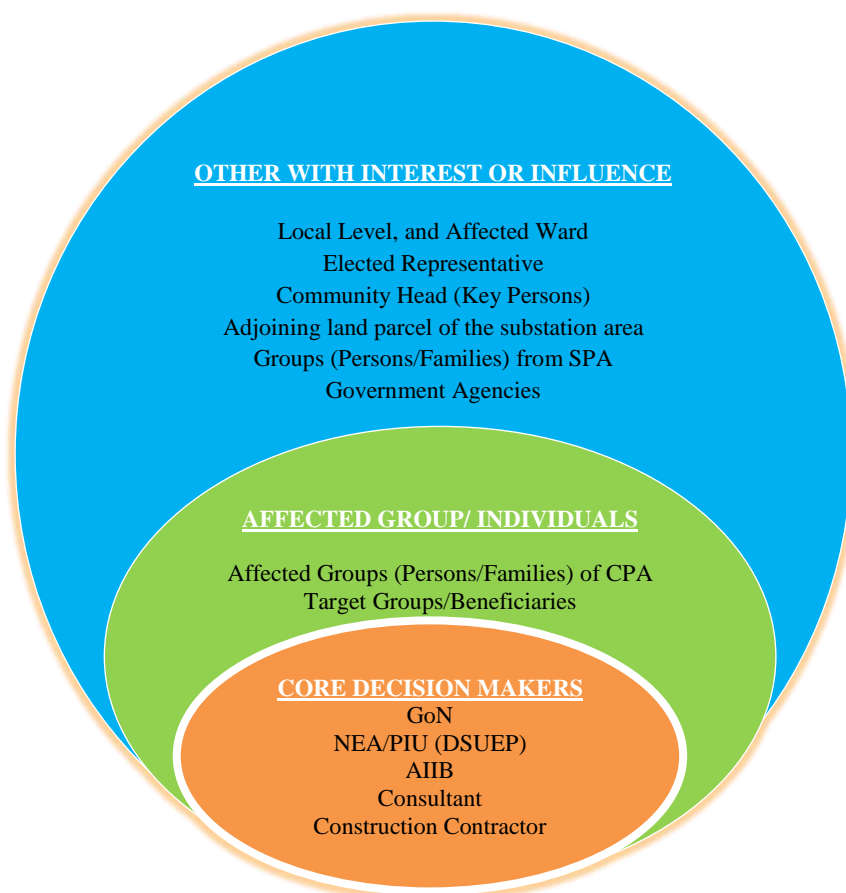 OTHER WITH INTEREST OR INFLUENCE
Local Level, and Affected Ward
Elected Representative
Community Head (Key Persons)
Adjoining land parcel of the substation area
Groups (Persons/Families) from SPA
Government Agencies
AFFECTED GROUP/ INDIVIDUALS
Affected Groups (Persons/Families) of CPA
Target Groups/Beneficiaries
CORE DECISION MAKERS
GoN
NEA/PIU (DSUEP)
AIIB
Consultant
Construction Contractor